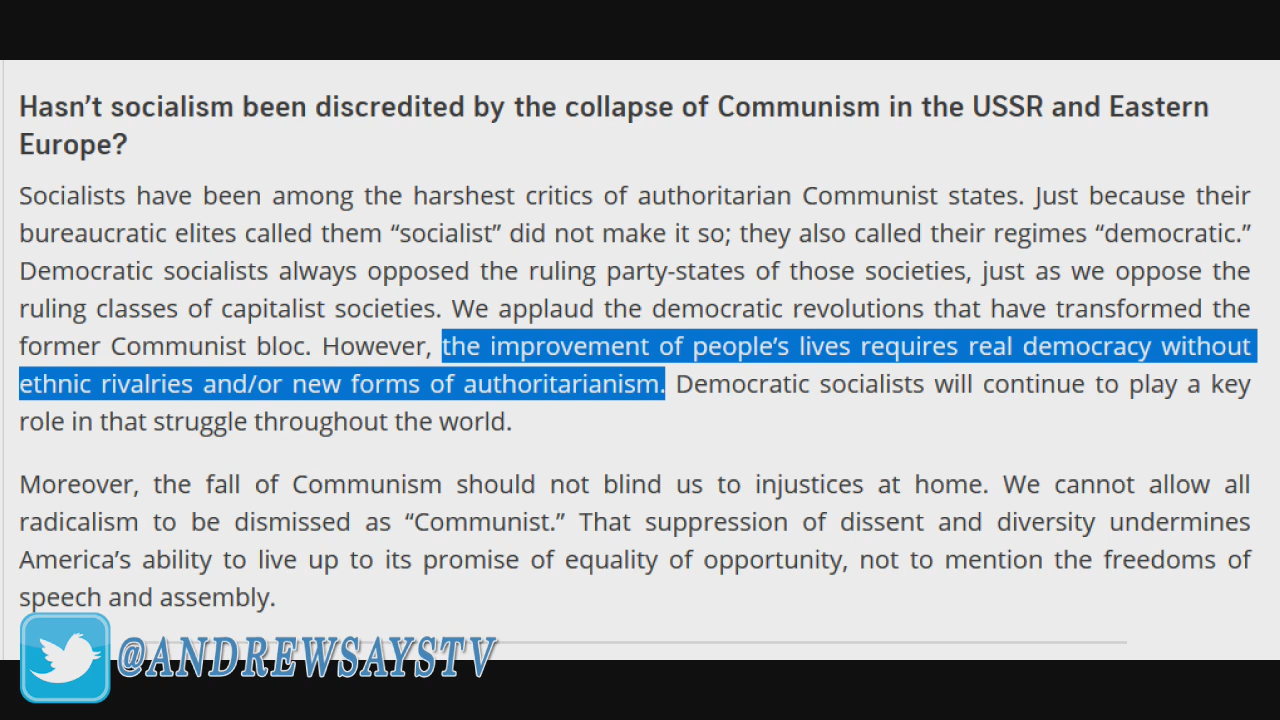 Hasn’t socialism been discredited by the collapse of Communism in the USSR and Eastern
Europe?
Socialists have been among the harshest critics of authoritarian Communist states. Just because their
bureaucratic elites called them “socialist” did not make it so; they also called their regimes “democratic.”
Democratic socialists always opposed the ruling party-states of those societies, just as we oppose the
ruling classes of capitalist societies. We applaud the democratic revolutions that have transformed the
former Communist bloc. However, the improvement of people’s lives requires real democracy without
ethnic rivalries and/or new forms of authoritarianism. Democratic socialists will continue to play a key
role in that struggle throughout the world.
Moreover, the fall of Communism should not blind us to injustices at home. We cannot allow all
radicalism to be dismissed as “Communist.” That suppression of dissent and diversity undermines
America’s ability to live up to its promise of equality of opportunity, not to mention the freedoms of
speech and assembly.
@ANDREWSAYSTV